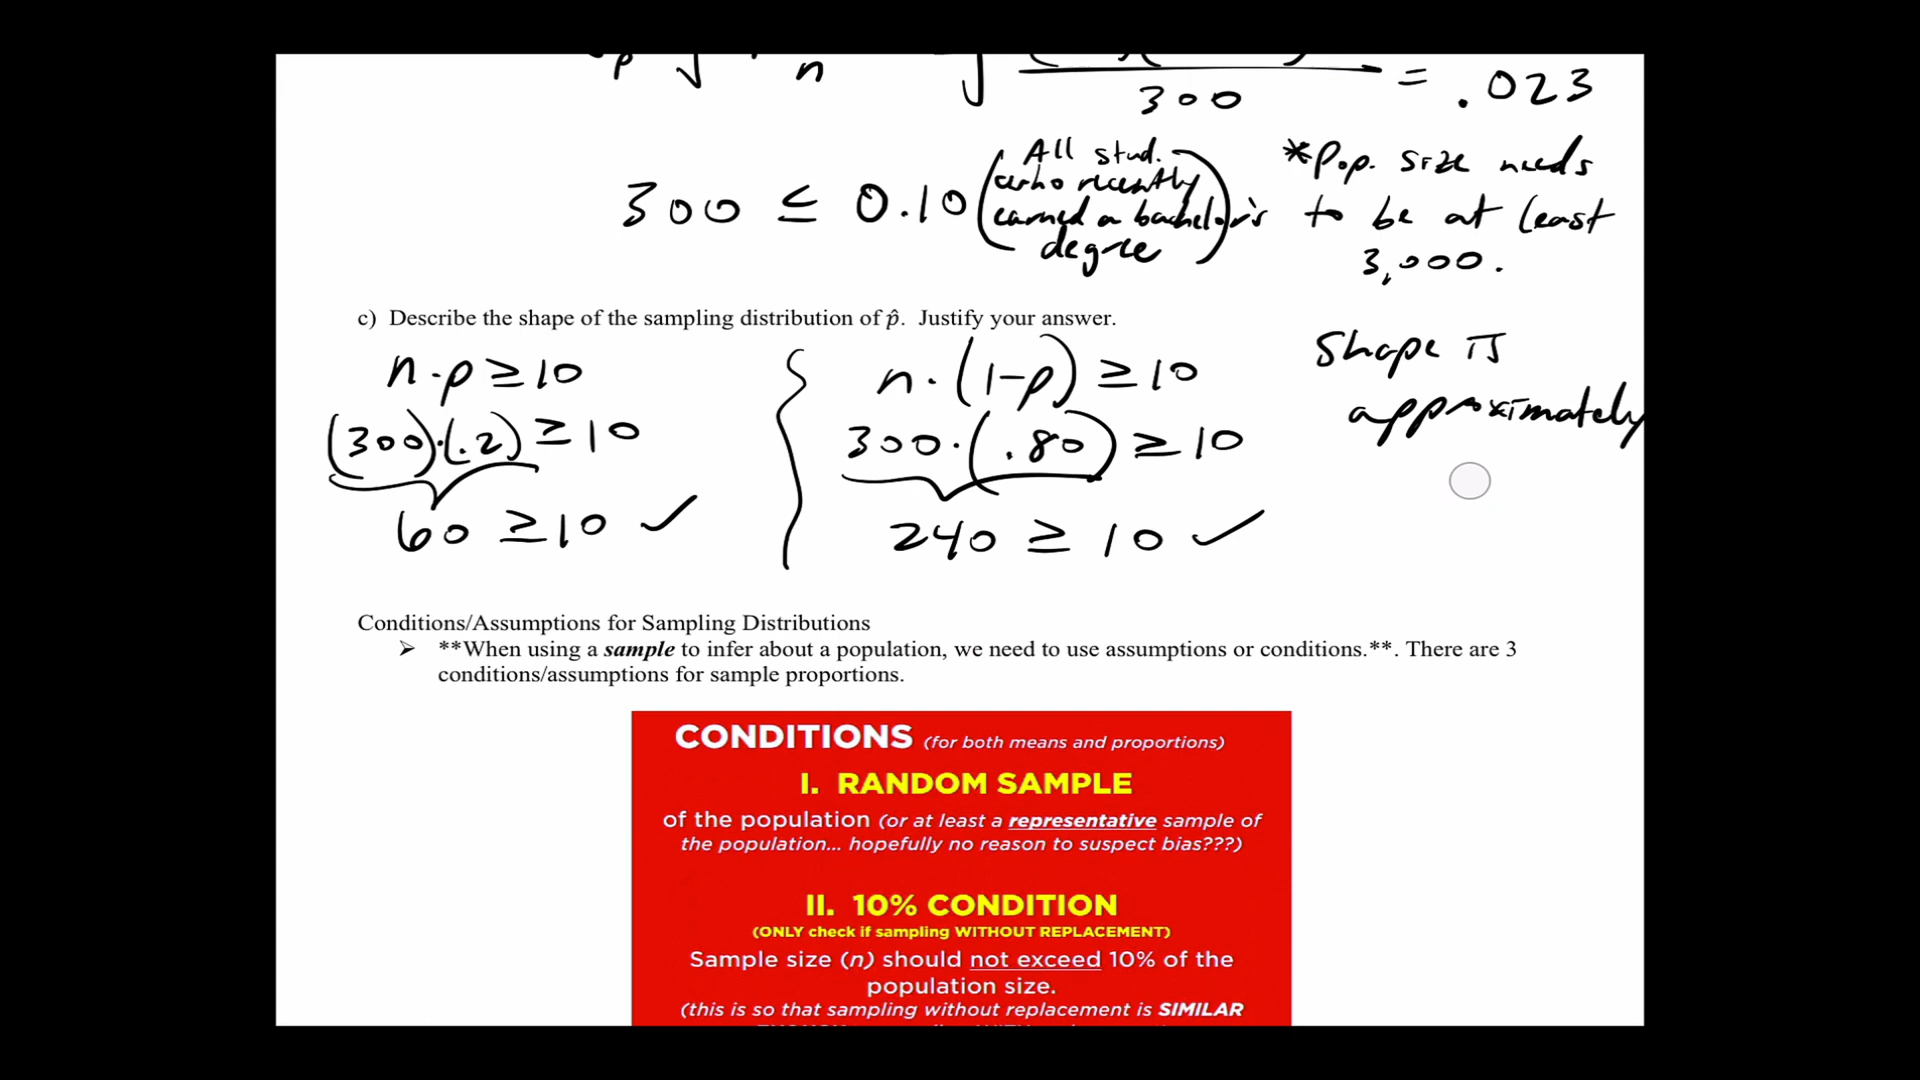 p n 300 = .023
300 ≤ 0.10 (All stud. who recently earned a bachelor's degree)
*Pop. size needs
to be at least
3,000.
c) Describe the shape of the sampling distribution of p̂. Justify your answer.
n·p ≥ 10
(300)·(.2) ≥ 10
60 ≥ 10 ✓
n·(1-p) ≥ 10
300·(.80) ≥ 10
240 ≥ 10 ✓
Shape is
approximately
Conditions/Assumptions for Sampling Distributions
➢ **When using a sample to infer about a population, we need to use assumptions or conditions.**. There are 3
conditions/assumptions for sample proportions.
CONDITIONS (for both means and proportions)
I. RANDOM SAMPLE
of the population (or at least a representative sample of
the population... hopefully no reason to suspect bias???)
II. 10% CONDITION
(ONLY check if sampling WITHOUT REPLACEMENT)
Sample size (n) should not exceed 10% of the
population size.
(this is so that sampling without replacement is SIMILAR